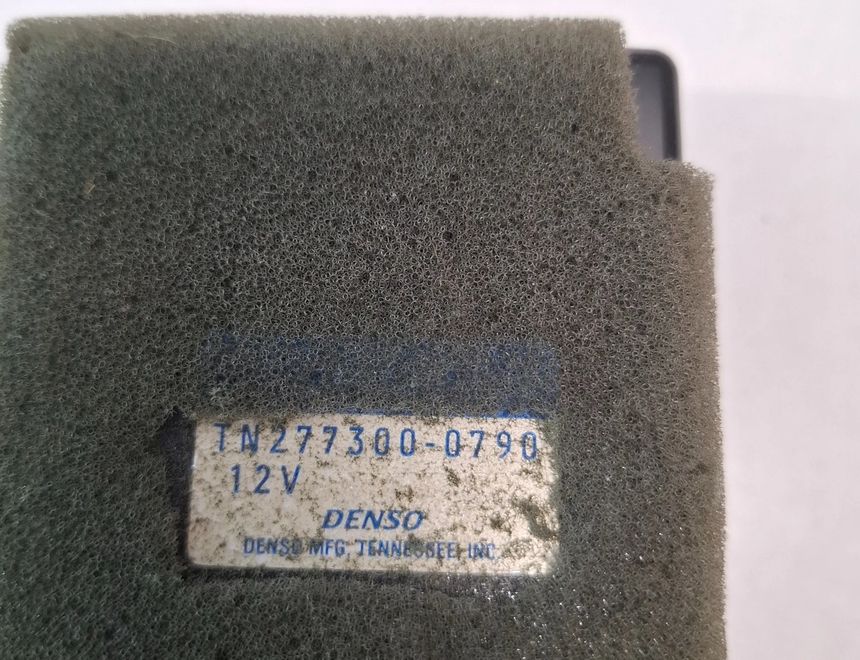 TN277300-0790
12V
DENSO
DENSO MFG. TENNESSEE, INC.